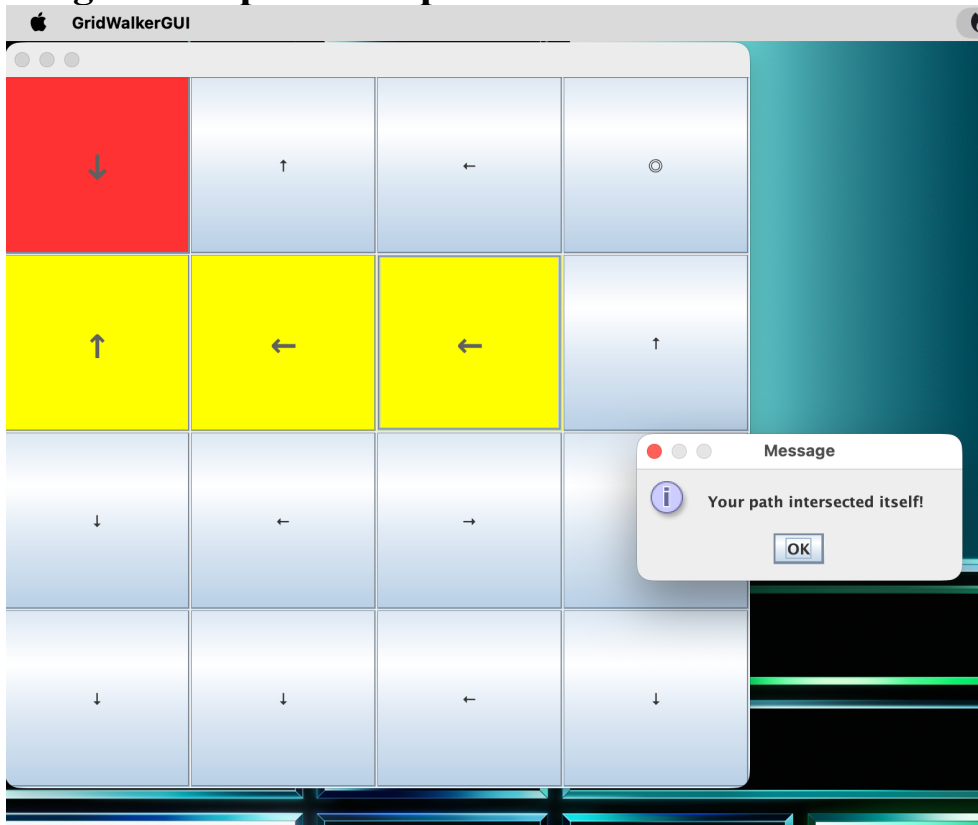 GridWalkerGUI
↓ ↑ ← ◎
↑ ← ← ↑
Message
Your path intersected itself!
OK
↓ ← →
↓ ↓ ← ↓